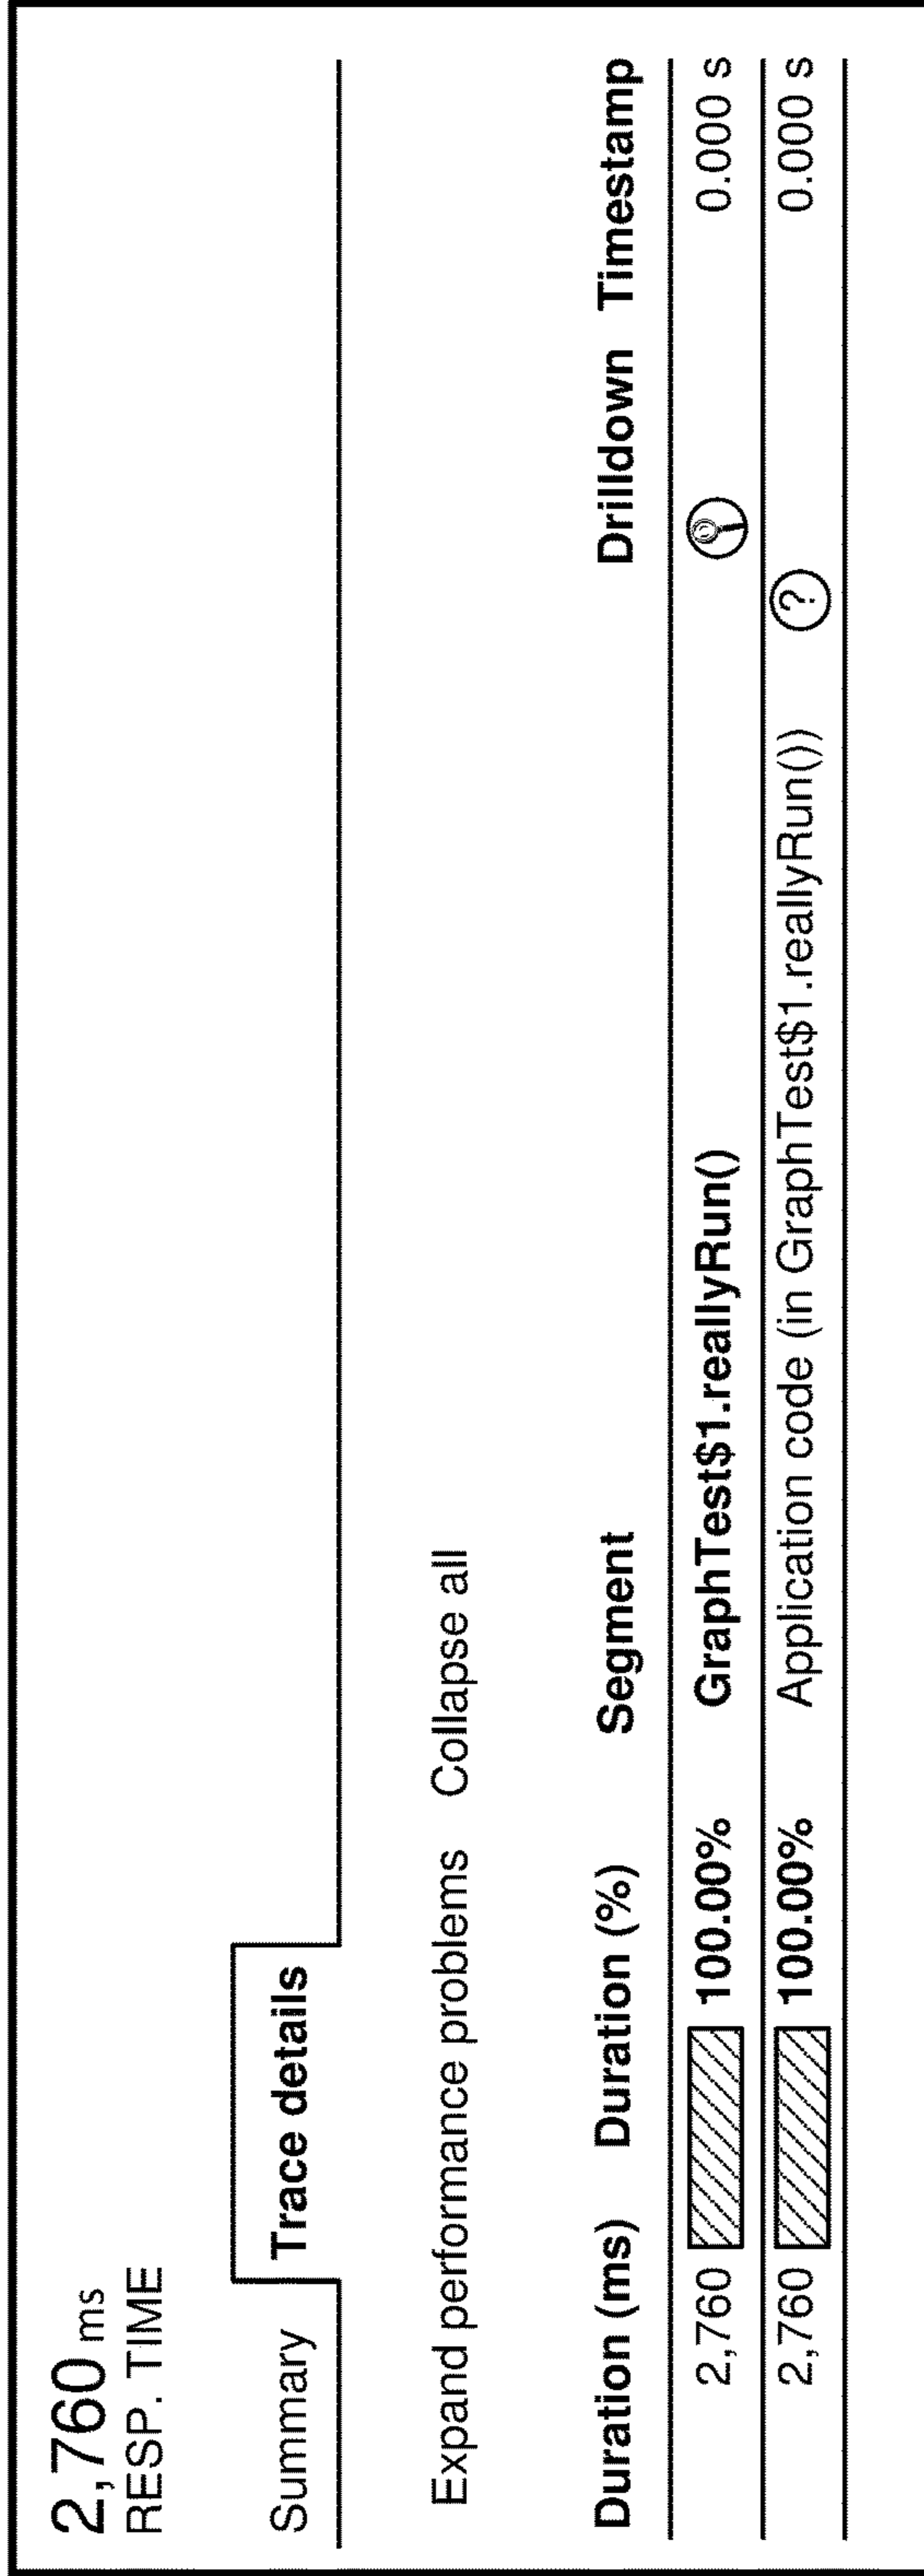 2,760 ms
RESP. TIME
Summary Trace details
Expand performance problems Collapse all
Duration (ms) Duration (%) Segment Drilldown Timestamp
2,760 100.00% GraphTest$1.reallyRun() 0.000 s
2,760 100.00% Application code (in GraphTest$1.reallyRun()) ? 0.000 s